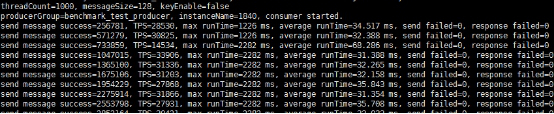 threadCount=1000, messageSize=128, keyEnable=false
producerGroup=benchmark_test_producer, instanceName=1840, consumer started.
send message success=256781, TPS=28530, max runTime=1226 ms, average runTime=34.517 ms, send failed=0, response failed=0
send message success=571279, TPS=30825, max runTime=1226 ms, average runTime=32.388 ms, send failed=0, response failed=0
send message success=733859, TPS=14534, max runTime=2282 ms, average runTime=68.286 ms, send failed=0, response failed=0
send message success=1047015, TPS=33906, max runTime=2282 ms, average runTime=31.388 ms, send failed=0, response failed=0
send message success=1365100, TPS=31336, max runTime=2282 ms, average runTime=32.265 ms, send failed=0, response failed=0
send message success=1675106, TPS=31203, max runTime=2282 ms, average runTime=32.158 ms, send failed=0, response failed=0
send message success=1954229, TPS=27868, max runTime=2282 ms, average runTime=35.843 ms, send failed=0, response failed=0
send message success=2275914, TPS=31866, max runTime=2282 ms, average runTime=31.354 ms, send failed=0, response failed=0
send message success=2553798, TPS=27931, max runTime=2282 ms, average runTime=35.708 ms, send failed=0, response failed=0